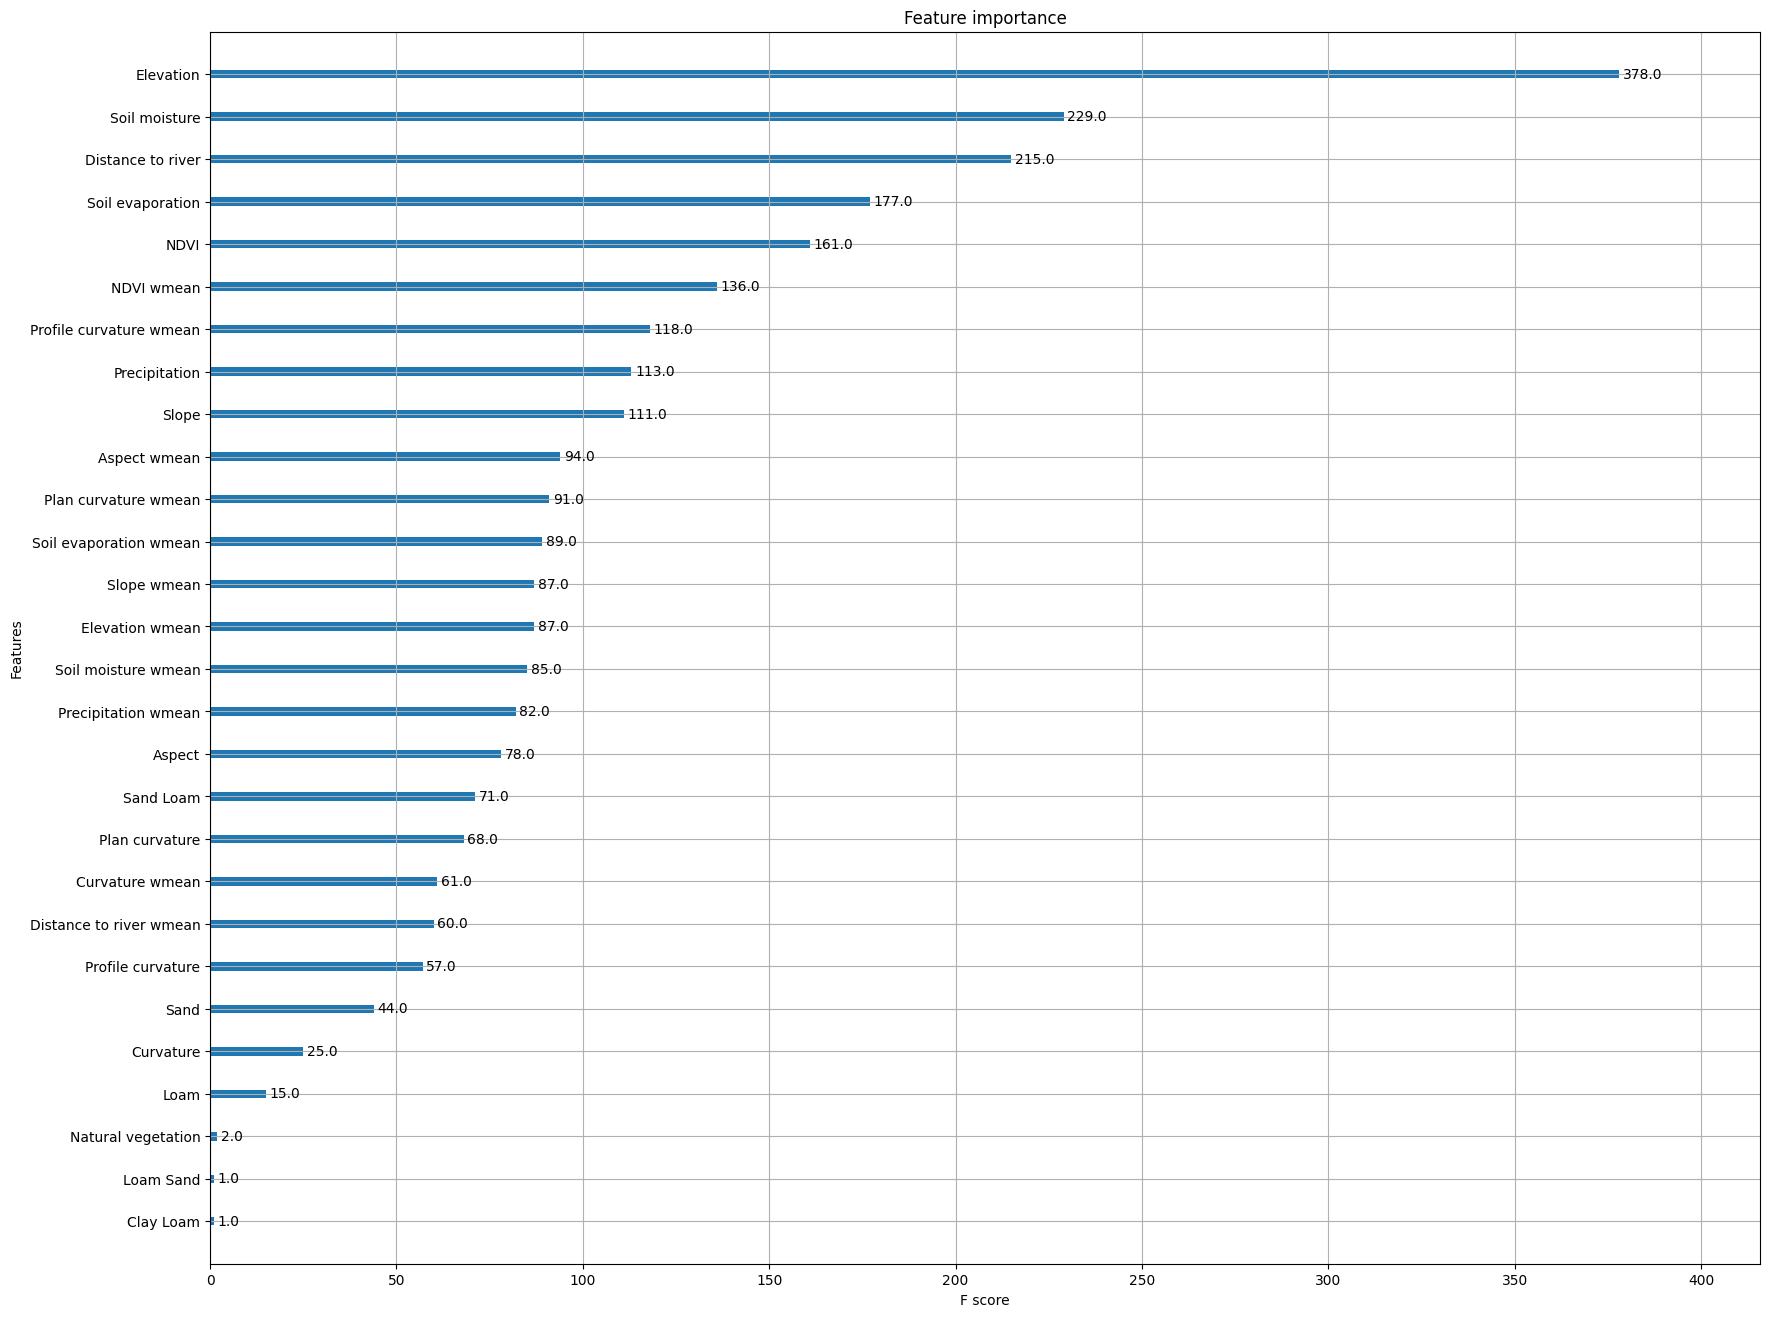 Feature importance
Elevation 378.0
Soil moisture 229.0
Distance to river 215.0
Soil evaporation 177.0
NDVI 161.0
NDVI wmean 136.0
Profile curvature wmean 118.0
Precipitation 113.0
Slope 111.0
Aspect wmean 94.0
Plan curvature wmean 91.0
Soil evaporation wmean 89.0
Slope wmean 87.0
Elevation wmean 87.0
Soil moisture wmean 85.0
Precipitation wmean 82.0
Aspect 78.0
Sand Loam 71.0
Plan curvature 68.0
Curvature wmean 61.0
Distance to river wmean 60.0
Profile curvature 57.0
Sand 44.0
Curvature 25.0
Loam 15.0
Natural vegetation 2.0
Loam Sand 1.0
Clay Loam 1.0
Features
0 50 100 150 200 250 300 350 400
F score